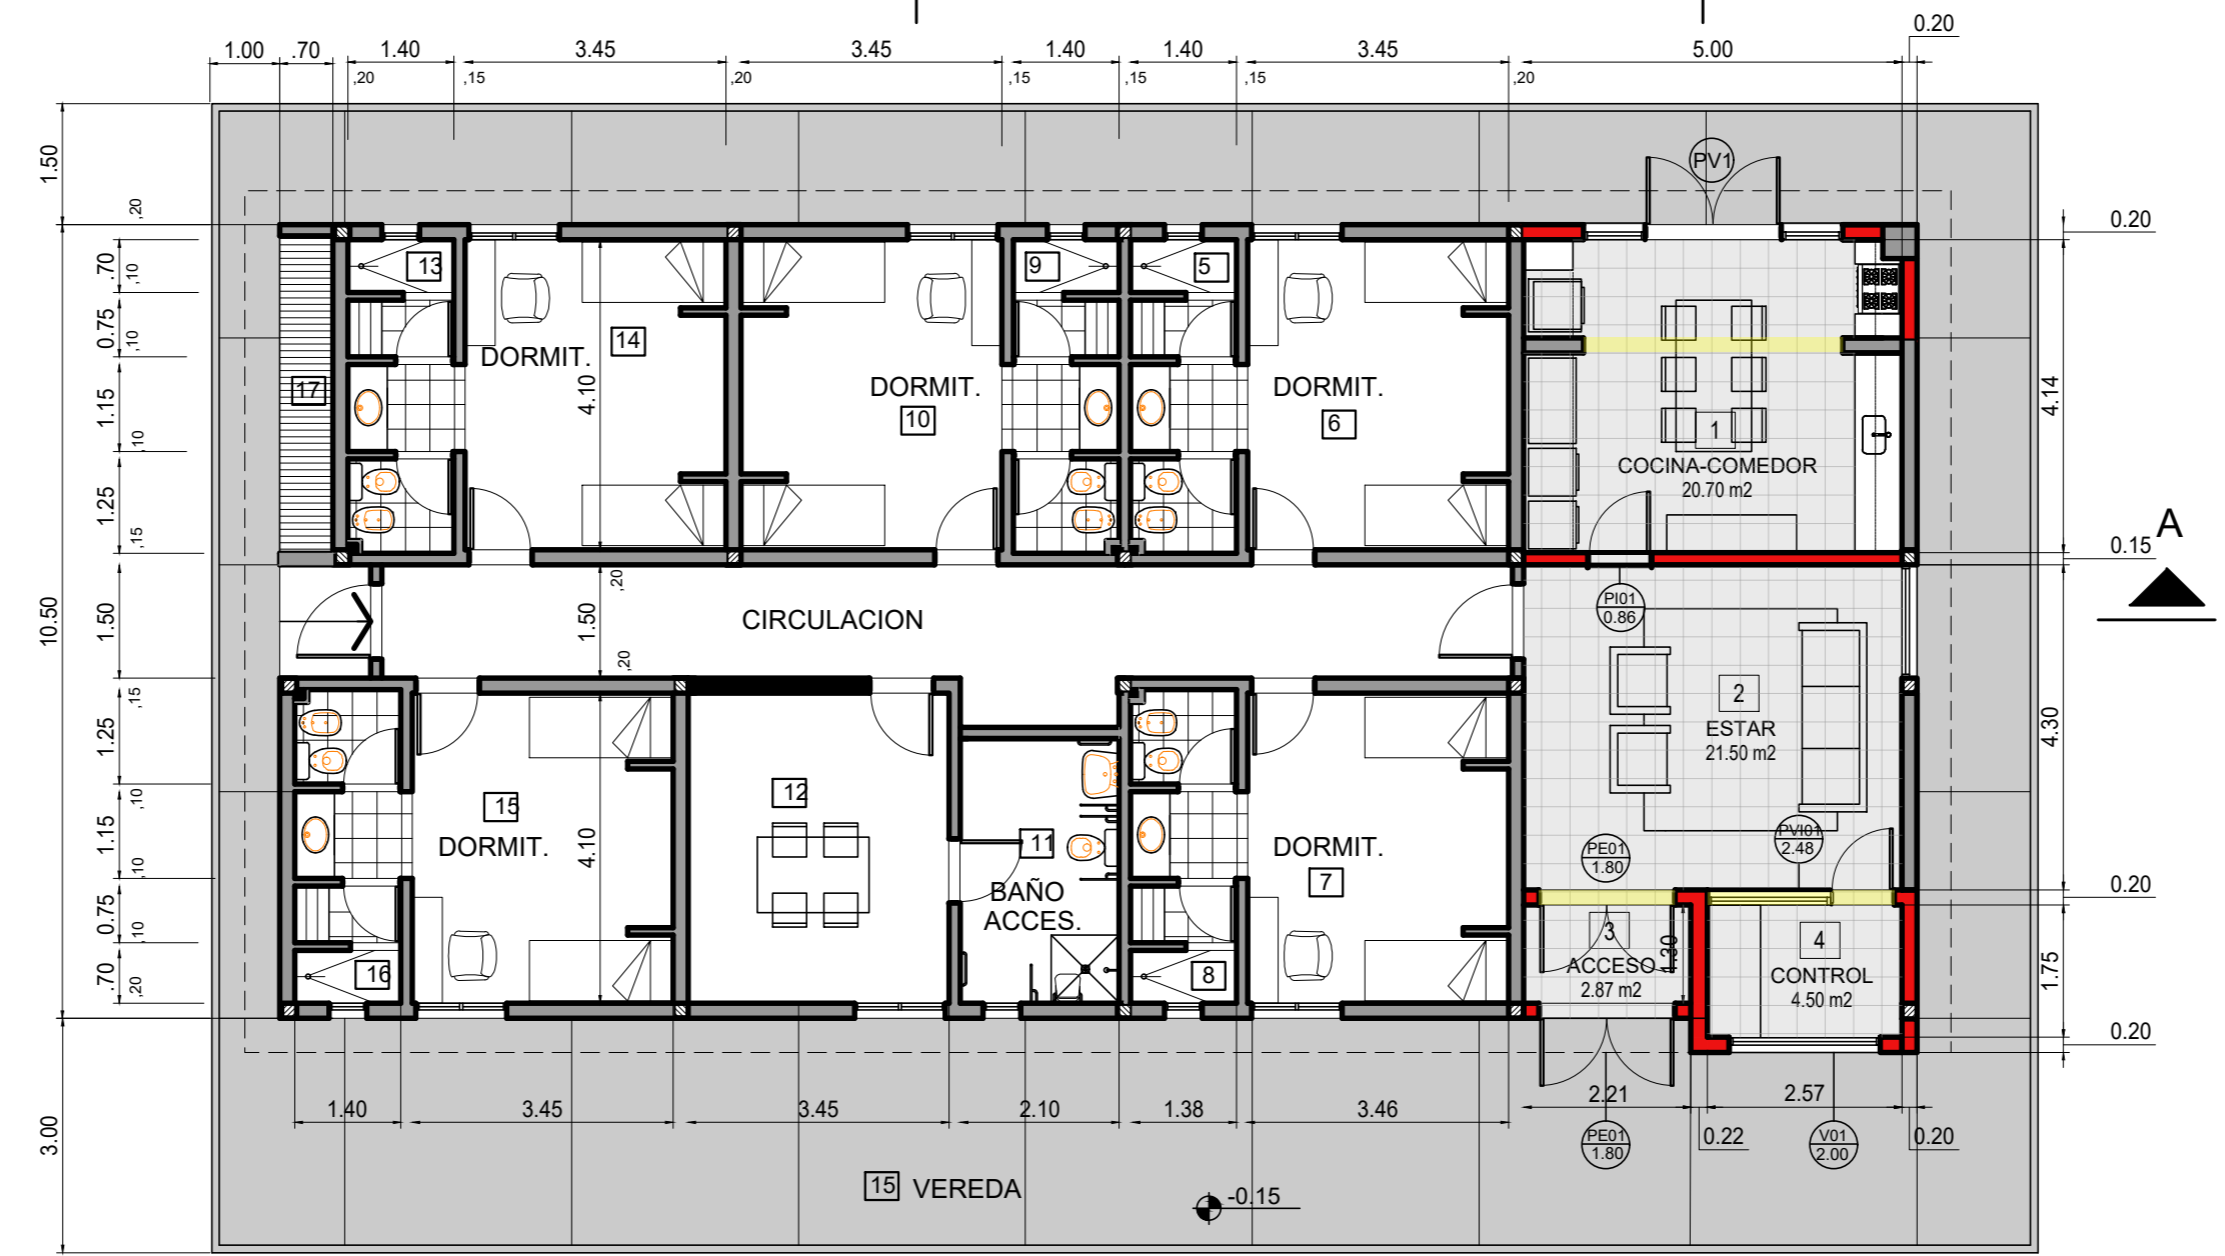 0.20
1.00 .70 1.40 3.45 3.45 1.40 1.40 3.45 5.00
,20 ,15 ,20 ,15 ,15 ,15 ,20
1.50
PV1
,20
0.20
.70
,10
13
9
5
0.75
,10
14
DORMIT.
17
DORMIT.
DORMIT.
10
6
1.15
,10
4.10
4.14
1
COCINA-COMEDOR
20.70 m2
1.25
,15
A
0.15
10.50
1.50
1.50
,20
,20
CIRCULACION
PI01
0.86
,15
1.25
2
ESTAR
21.50 m2
4.30
,10
15
12
1.15
4.10
DORMIT.
11
DORMIT.
PE01
1.80
PVI01
2.48
,10
7
0.20
BAÑO
ACCES.
0.75
,10
3
1.30
4
ACCESO
2.87 m2
CONTROL
4.50 m2
.70
,20
16
8
1.75
0.20
3.00
1.40 3.45 3.45 2.10 1.38 3.46 2.21 2.57
0.22
0.20
PE01
1.80
V01
2.00
15 VEREDA
-0.15